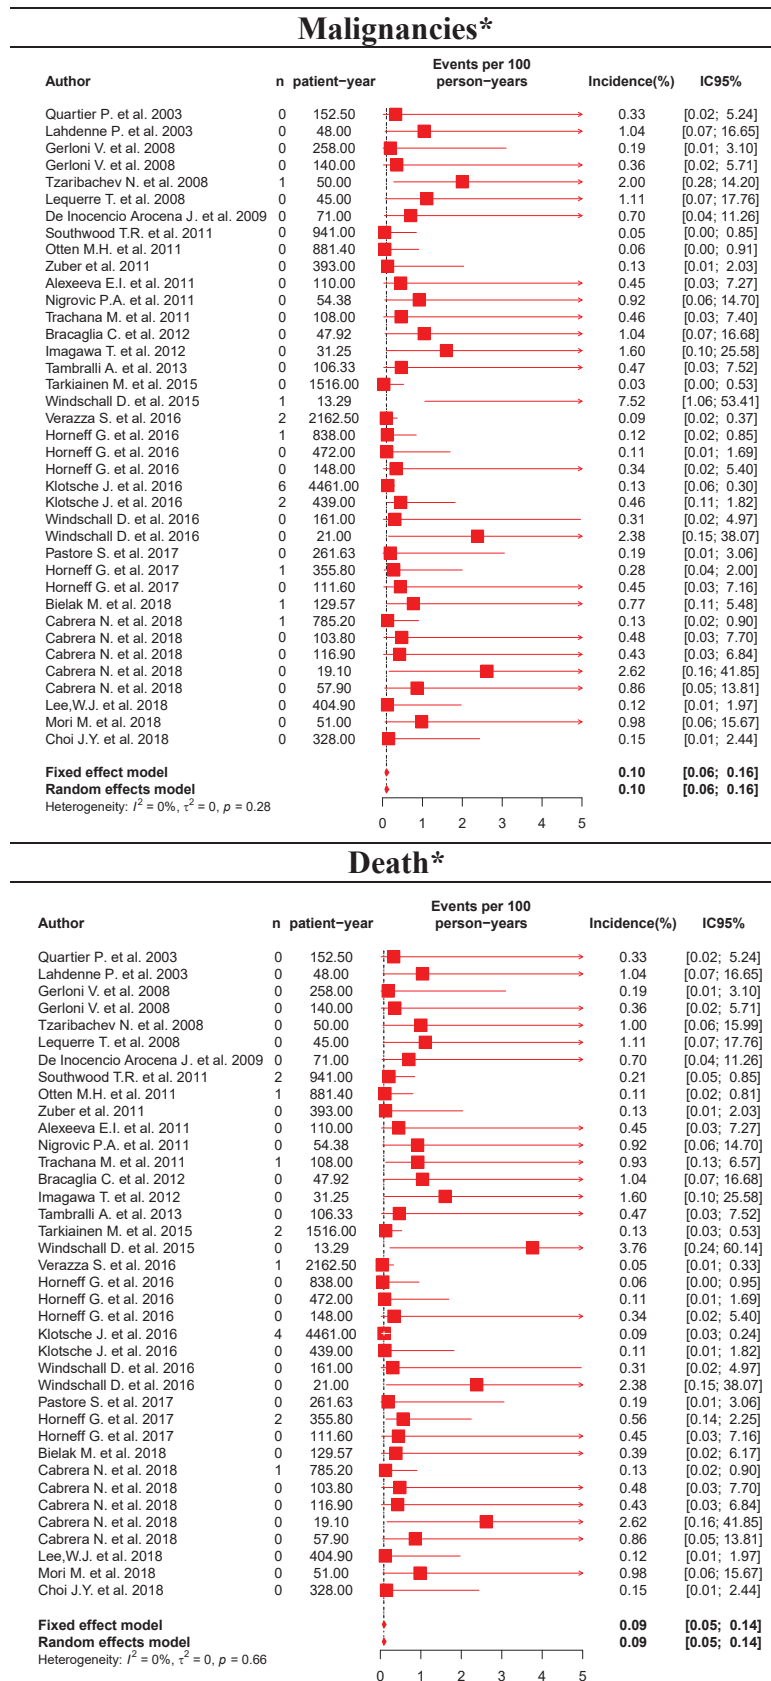 Malignancies*
Events per 100
Author n patient−year person−years Incidence(%) IC95%
Quartier P. et al. 2003 0 152.50 0.33 [0.02; 5.24]
Lahdenne P. et al. 2003 0 48.00 1.04 [0.07; 16.65]
Gerloni V. et al. 2008 0 258.00 0.19 [0.01; 3.10]
Gerloni V. et al. 2008 0 140.00 0.36 [0.02; 5.71]
Tzaribachev N. et al. 2008 1 50.00 2.00 [0.28; 14.20]
Lequerre T. et al. 2008 0 45.00 1.11 [0.07; 17.76]
De Inocencio Arocena J. et al. 2009 0 71.00 0.70 [0.04; 11.26]
Southwood T.R. et al. 2011 0 941.00 0.05 [0.00; 0.85]
Otten M.H. et al. 2011 0 881.40 0.06 [0.00; 0.91]
Zuber et al. 2011 0 393.00 0.13 [0.01; 2.03]
Alexeeva E.I. et al. 2011 0 110.00 0.45 [0.03; 7.27]
Nigrovic P.A. et al. 2011 0 54.38 0.92 [0.06; 14.70]
Trachana M. et al. 2011 0 108.00 0.46 [0.03; 7.40]
Bracaglia C. et al. 2012 0 47.92 1.04 [0.07; 16.68]
Imagawa T. et al. 2012 0 31.25 1.60 [0.10; 25.58]
Tambralli A. et al. 2013 0 106.33 0.47 [0.03; 7.52]
Tarkiainen M. et al. 2015 0 1516.00 0.03 [0.00; 0.53]
Windschall D. et al. 2015 1 13.29 7.52 [1.06; 53.41]
Verazza S. et al. 2016 2 2162.50 0.09 [0.02; 0.37]
Horneff G. et al. 2016 1 838.00 0.12 [0.02; 0.85]
Horneff G. et al. 2016 0 472.00 0.11 [0.01; 1.69]
Horneff G. et al. 2016 0 148.00 0.34 [0.02; 5.40]
Klotsche J. et al. 2016 6 4461.00 0.13 [0.06; 0.30]
Klotsche J. et al. 2016 2 439.00 0.46 [0.11; 1.82]
Windschall D. et al. 2016 0 161.00 0.31 [0.02; 4.97]
Windschall D. et al. 2016 0 21.00 2.38 [0.15; 38.07]
Pastore S. et al. 2017 0 261.63 0.19 [0.01; 3.06]
Horneff G. et al. 2017 1 355.80 0.28 [0.04; 2.00]
Horneff G. et al. 2017 0 111.60 0.45 [0.03; 7.16]
Bielak M. et al. 2018 1 129.57 0.77 [0.11; 5.48]
Cabrera N. et al. 2018 1 785.20 0.13 [0.02; 0.90]
Cabrera N. et al. 2018 0 103.80 0.48 [0.03; 7.70]
Cabrera N. et al. 2018 0 116.90 0.43 [0.03; 6.84]
Cabrera N. et al. 2018 0 19.10 2.62 [0.16; 41.85]
Cabrera N. et al. 2018 0 57.90 0.86 [0.05; 13.81]
Lee,W.J. et al. 2018 0 404.90 0.12 [0.01; 1.97]
Mori M. et al. 2018 0 51.00 0.98 [0.06; 15.67]
Choi J.Y. et al. 2018 0 328.00 0.15 [0.01; 2.44]
Fixed effect model 0.10 [0.06; 0.16]
Random effects model 0.10 [0.06; 0.16]
Heterogeneity: I² = 0%, τ² = 0, p = 0.28
0 1 2 3 4 5
Death*
Events per 100
Author n patient−year person−years Incidence(%) IC95%
Quartier P. et al. 2003 0 152.50 0.33 [0.02; 5.24]
Lahdenne P. et al. 2003 0 48.00 1.04 [0.07; 16.65]
Gerloni V. et al. 2008 0 258.00 0.19 [0.01; 3.10]
Gerloni V. et al. 2008 0 140.00 0.36 [0.02; 5.71]
Tzaribachev N. et al. 2008 0 50.00 1.00 [0.06; 15.99]
Lequerre T. et al. 2008 0 45.00 1.11 [0.07; 17.76]
De Inocencio Arocena J. et al. 2009 0 71.00 0.70 [0.04; 11.26]
Southwood T.R. et al. 2011 2 941.00 0.21 [0.05; 0.85]
Otten M.H. et al. 2011 1 881.40 0.11 [0.02; 0.81]
Zuber et al. 2011 0 393.00 0.13 [0.01; 2.03]
Alexeeva E.I. et al. 2011 0 110.00 0.45 [0.03; 7.27]
Nigrovic P.A. et al. 2011 0 54.38 0.92 [0.06; 14.70]
Trachana M. et al. 2011 1 108.00 0.93 [0.13; 6.57]
Bracaglia C. et al. 2012 0 47.92 1.04 [0.07; 16.68]
Imagawa T. et al. 2012 0 31.25 1.60 [0.10; 25.58]
Tambralli A. et al. 2013 0 106.33 0.47 [0.03; 7.52]
Tarkiainen M. et al. 2015 2 1516.00 0.13 [0.03; 0.53]
Windschall D. et al. 2015 0 13.29 3.76 [0.24; 60.14]
Verazza S. et al. 2016 1 2162.50 0.05 [0.01; 0.33]
Horneff G. et al. 2016 0 838.00 0.06 [0.00; 0.95]
Horneff G. et al. 2016 0 472.00 0.11 [0.01; 1.69]
Horneff G. et al. 2016 0 148.00 0.34 [0.02; 5.40]
Klotsche J. et al. 2016 4 4461.00 0.09 [0.03; 0.24]
Klotsche J. et al. 2016 0 439.00 0.11 [0.01; 1.82]
Windschall D. et al. 2016 0 161.00 0.31 [0.02; 4.97]
Windschall D. et al. 2016 0 21.00 2.38 [0.15; 38.07]
Pastore S. et al. 2017 0 261.63 0.19 [0.01; 3.06]
Horneff G. et al. 2017 2 355.80 0.56 [0.14; 2.25]
Horneff G. et al. 2017 0 111.60 0.45 [0.03; 7.16]
Bielak M. et al. 2018 0 129.57 0.39 [0.02; 6.17]
Cabrera N. et al. 2018 1 785.20 0.13 [0.02; 0.90]
Cabrera N. et al. 2018 0 103.80 0.48 [0.03; 7.70]
Cabrera N. et al. 2018 0 116.90 0.43 [0.03; 6.84]
Cabrera N. et al. 2018 0 19.10 2.62 [0.16; 41.85]
Cabrera N. et al. 2018 0 57.90 0.86 [0.05; 13.81]
Lee,W.J. et al. 2018 0 404.90 0.12 [0.01; 1.97]
Mori M. et al. 2018 0 51.00 0.98 [0.06; 15.67]
Choi J.Y. et al. 2018 0 328.00 0.15 [0.01; 2.44]
Fixed effect model 0.09 [0.05; 0.14]
Random effects model 0.09 [0.05; 0.14]
Heterogeneity: I² = 0%, τ² = 0, p = 0.66
0 1 2 3 4 5